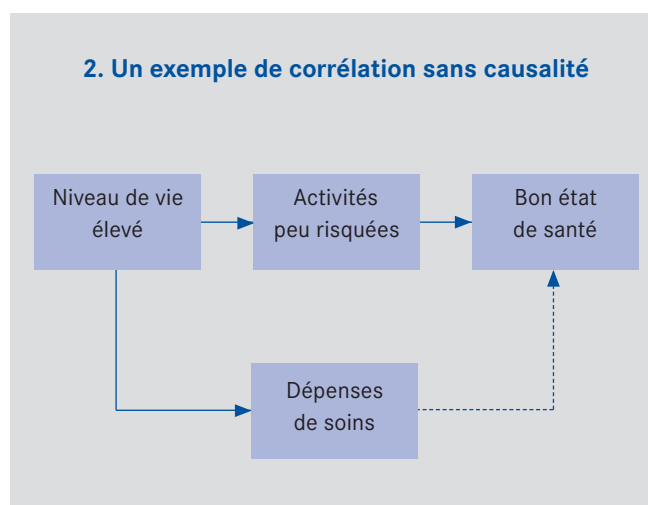 2. Un exemple de corrélation sans causalité
Niveau de vie
élevé
Activités
peu risquées
Bon état
de santé
Dépenses
de soins